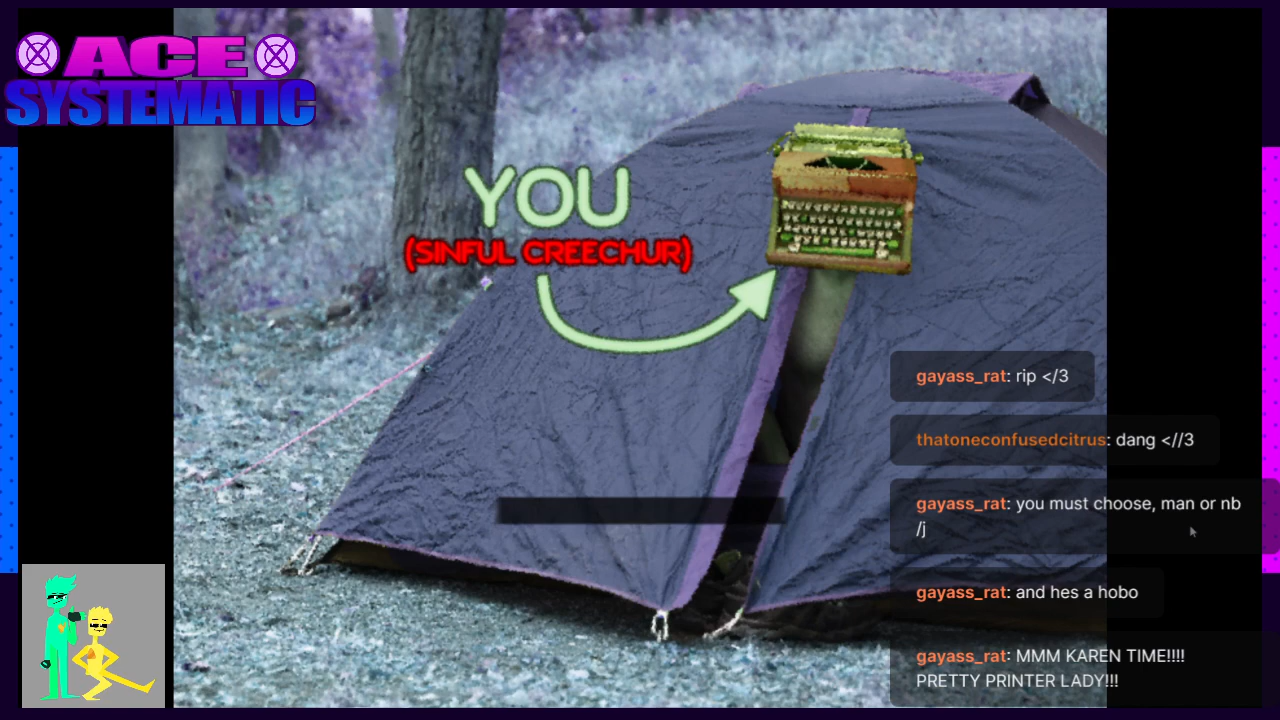 ACE
SYSTEMATIC
YOU
(SINFUL CREECHUR)
gayass_rat: rip </3
thatoneconfusedcitrus: dang <//3
gayass_rat: you must choose, man or nb
/j
gayass_rat: and hes a hobo
gayass_rat: MMM KAREN TIME!!!!
PRETTY PRINTER LADY!!!